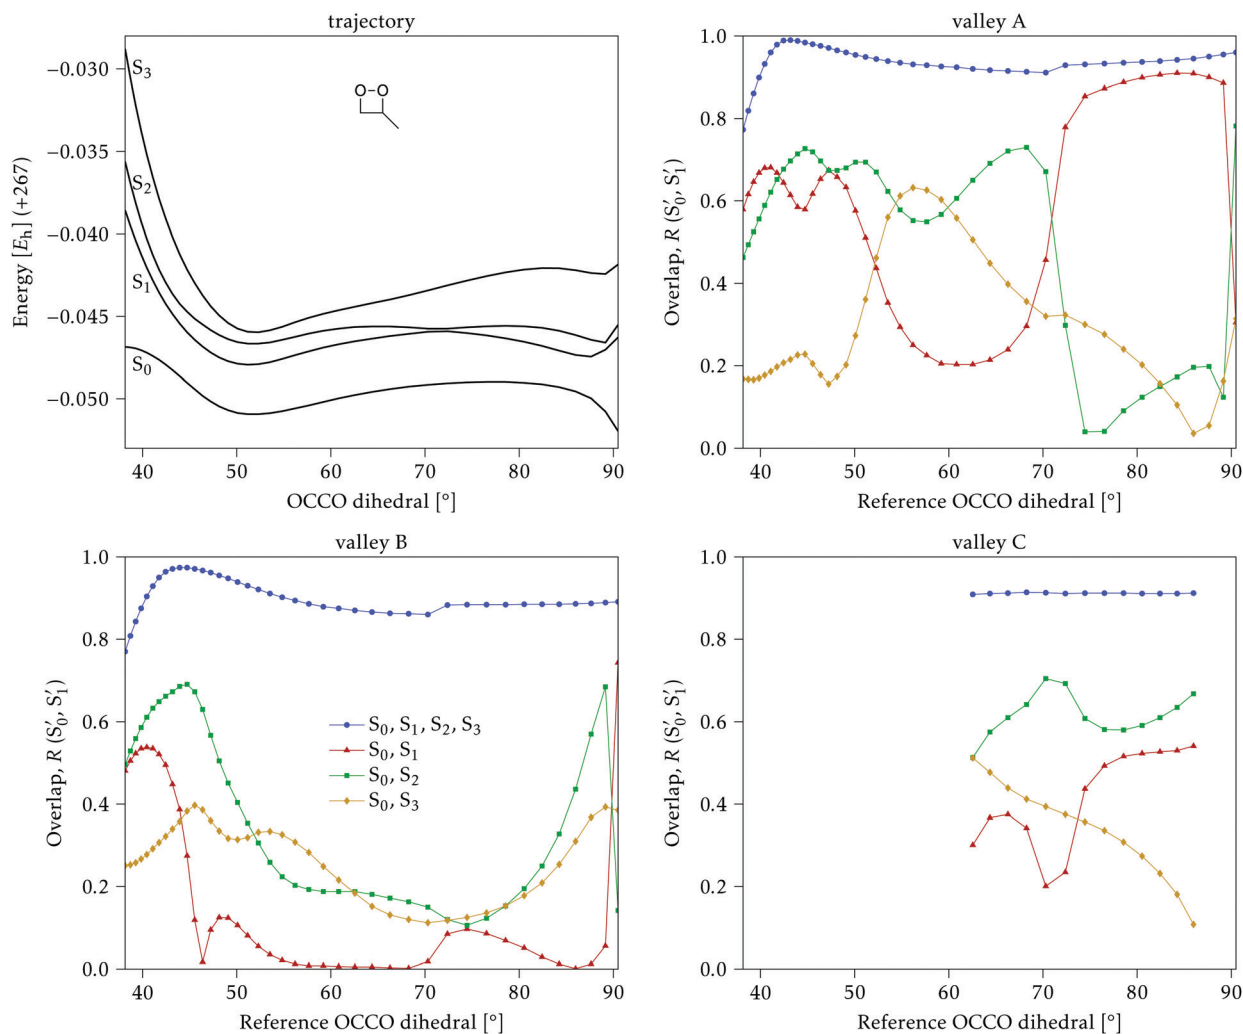 trajectory
−0.030
−0.035
−0.040
−0.045
−0.050
Energy [Eh] (+267)
S3
S2
S1
S0
O-O
40 50 60 70 80 90
OCCO dihedral [°]
valley A
1.0
0.8
0.6
0.4
0.2
0.0
Overlap, R (S′0, S′1)
40 50 60 70 80 90
Reference OCCO dihedral [°]
valley B
1.0
0.8
0.6
0.4
0.2
0.0
Overlap, R (S′0, S′1)
S0, S1, S2, S3
S0, S1
S0, S2
S0, S3
40 50 60 70 80 90
Reference OCCO dihedral [°]
valley C
1.0
0.8
0.6
0.4
0.2
0.0
Overlap, R (S′0, S′1)
40 50 60 70 80 90
Reference OCCO dihedral [°]